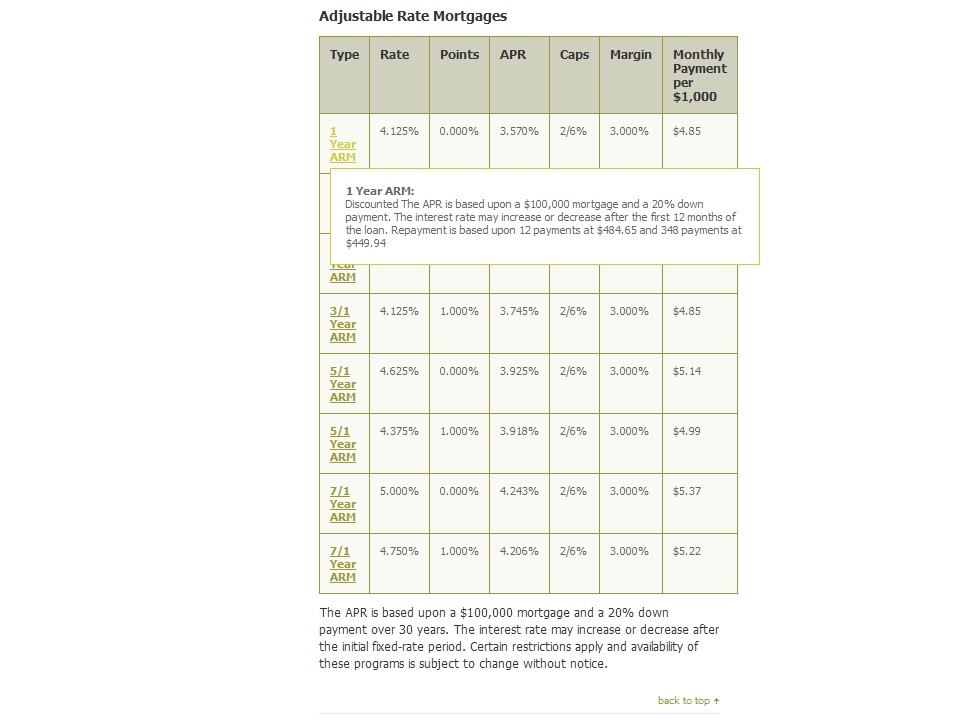 Adjustable Rate Mortgages
Type Rate Points APR Caps Margin Monthly
Payment
per
$1,000
1 4.125% 0.000% 3.570% 2/6% 3.000% $4.85
Year
ARM
1 Year ARM:
Discounted The APR is based upon a $100,000 mortgage and a 20% down
payment. The interest rate may increase or decrease after the first 12 months of
the loan. Repayment is based upon 12 payments at $484.65 and 348 payments at
$449.94
Year
ARM
3/1 4.125% 1.000% 3.745% 2/6% 3.000% $4.85
Year
ARM
5/1 4.625% 0.000% 3.925% 2/6% 3.000% $5.14
Year
ARM
5/1 4.375% 1.000% 3.918% 2/6% 3.000% $4.99
Year
ARM
7/1 5.000% 0.000% 4.243% 2/6% 3.000% $5.37
Year
ARM
7/1 4.750% 1.000% 4.206% 2/6% 3.000% $5.22
Year
ARM
The APR is based upon a $100,000 mortgage and a 20% down
payment over 30 years. The interest rate may increase or decrease after
the initial fixed-rate period. Certain restrictions apply and availability of
these programs is subject to change without notice.
back to top ↑